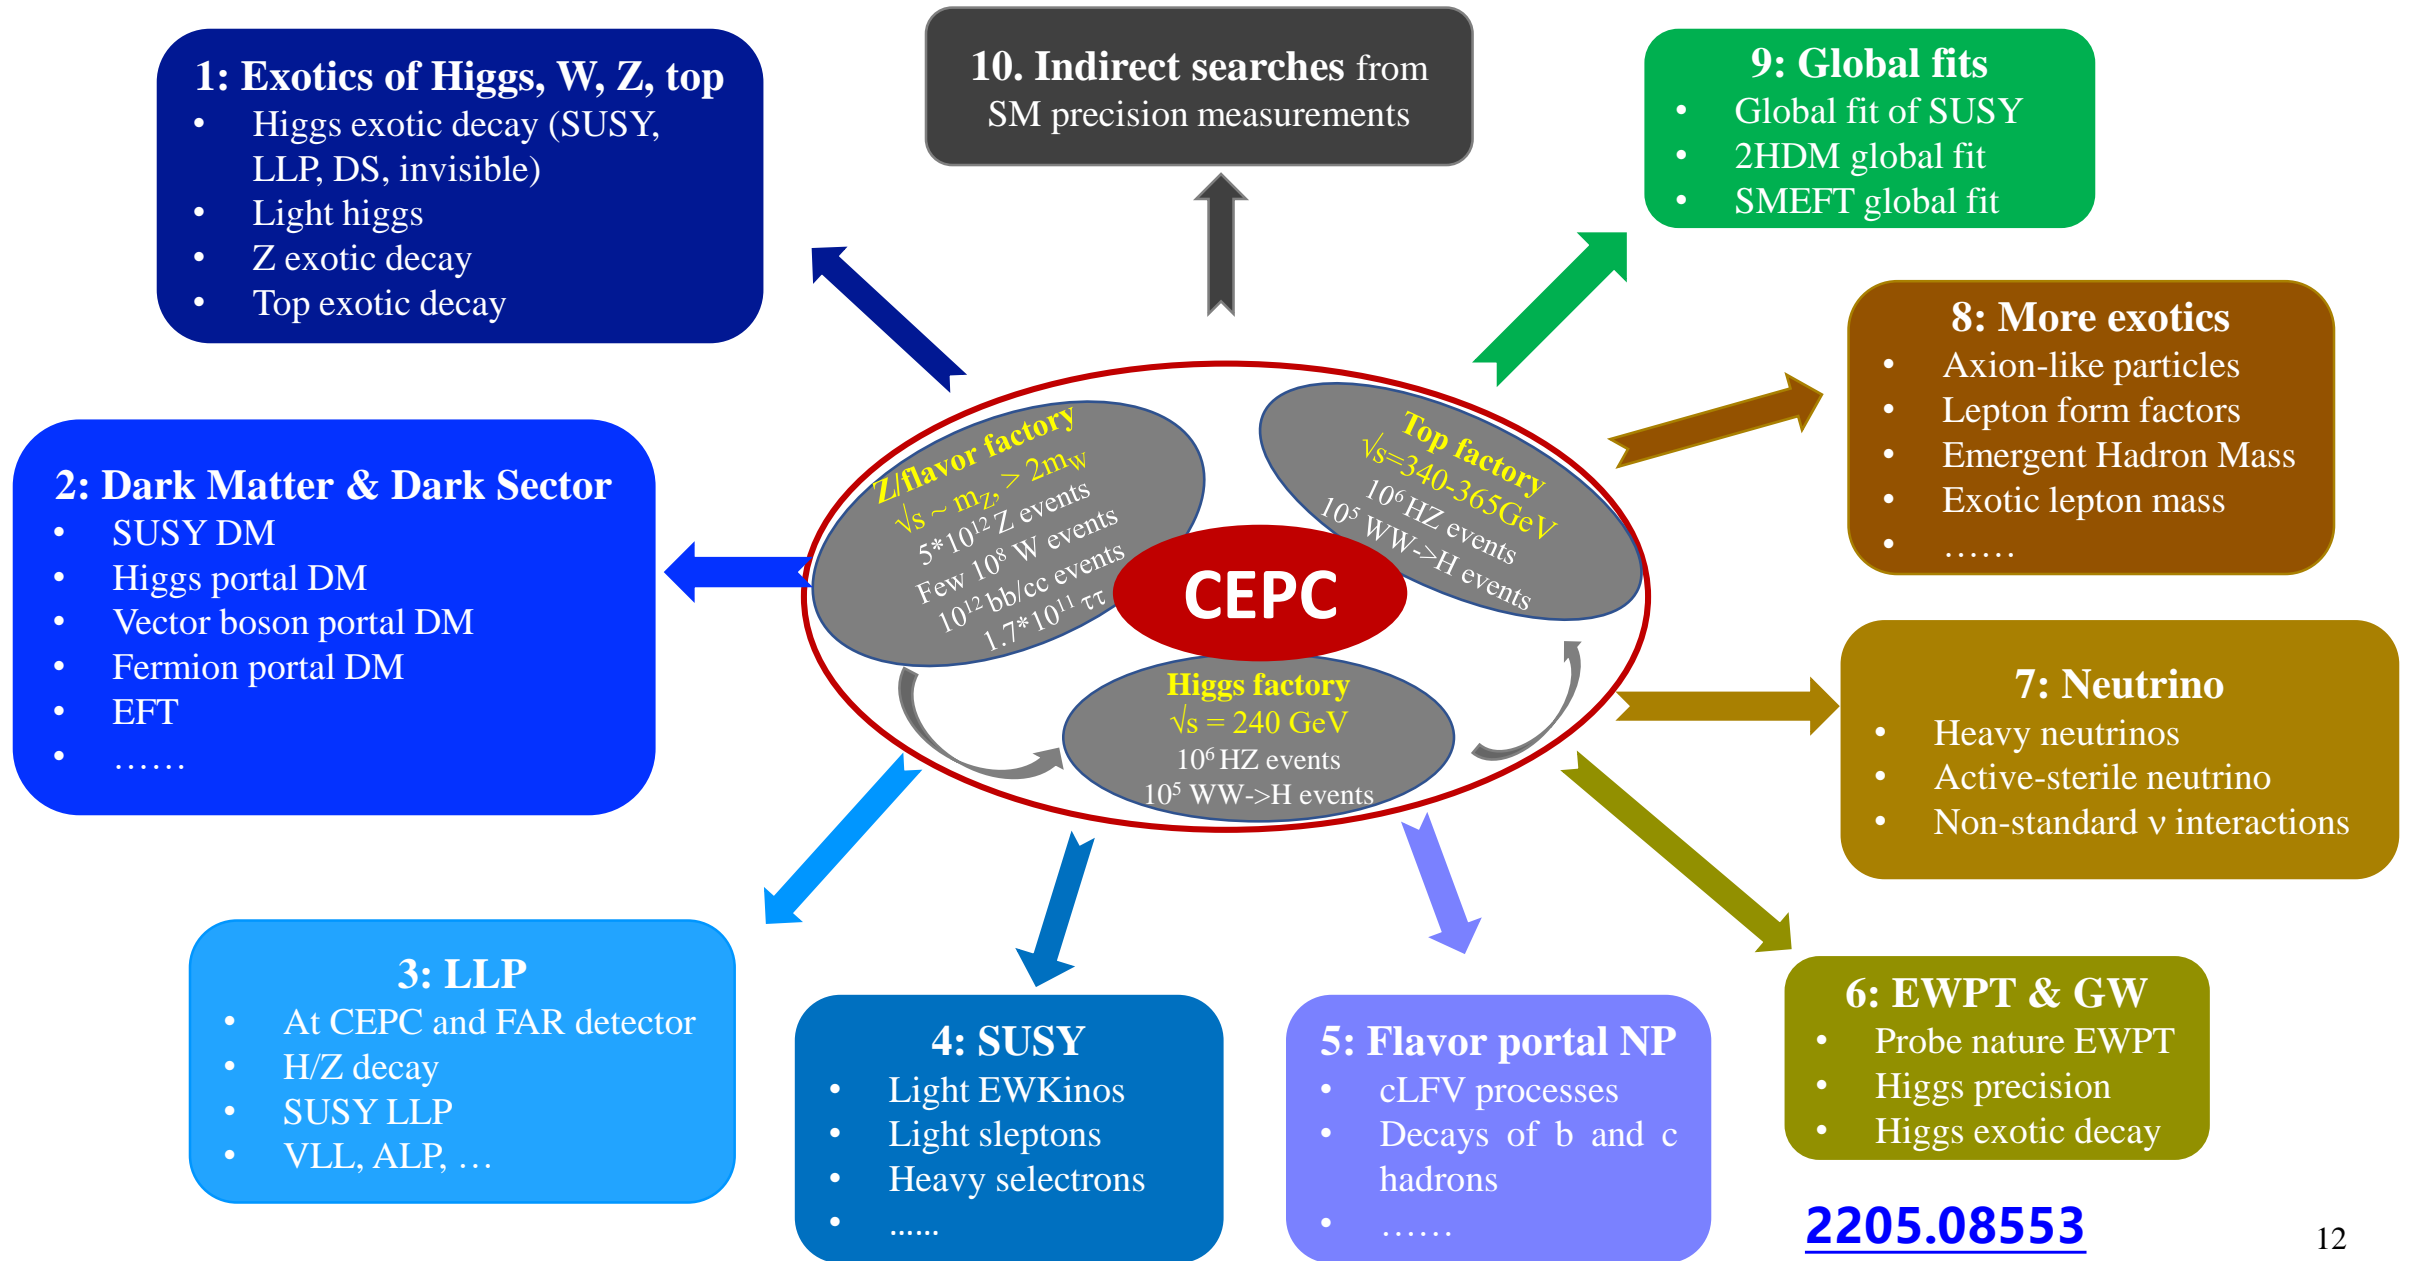 1: Exotics of Higgs, W, Z, top
• Higgs exotic decay (SUSY,
LLP, DS, invisible)
• Light higgs
• Z exotic decay
• Top exotic decay
10. Indirect searches from
SM precision measurements
9: Global fits
• Global fit of SUSY
• 2HDM global fit
• SMEFT global fit
8: More exotics
• Axion-like particles
• Lepton form factors
• Emergent Hadron Mass
• Exotic lepton mass
• ……
2: Dark Matter & Dark Sector
• SUSY DM
• Higgs portal DM
• Vector boson portal DM
• Fermion portal DM
• EFT
• ……
Z/flavor factory
√s ~ m_Z, > 2m_W
5*10¹² Z events
Few 10⁸ W events
10¹² bb/cc events
1.7*10¹¹ ττ
Top factory
√s=340-365GeV
10⁶ HZ events
10⁵ WW->H events
CEPC
Higgs factory
√s = 240 GeV
10⁶ HZ events
10⁵ WW->H events
7: Neutrino
• Heavy neutrinos
• Active-sterile neutrino
• Non-standard ν interactions
3: LLP
• At CEPC and FAR detector
• H/Z decay
• SUSY LLP
• VLL, ALP, …
4: SUSY
• Light EWKinos
• Light sleptons
• Heavy selectrons
• ......
5: Flavor portal NP
• cLFV processes
• Decays of b and c
hadrons
• ……
6: EWPT & GW
• Probe nature EWPT
• Higgs precision
• Higgs exotic decay
2205.08553
12